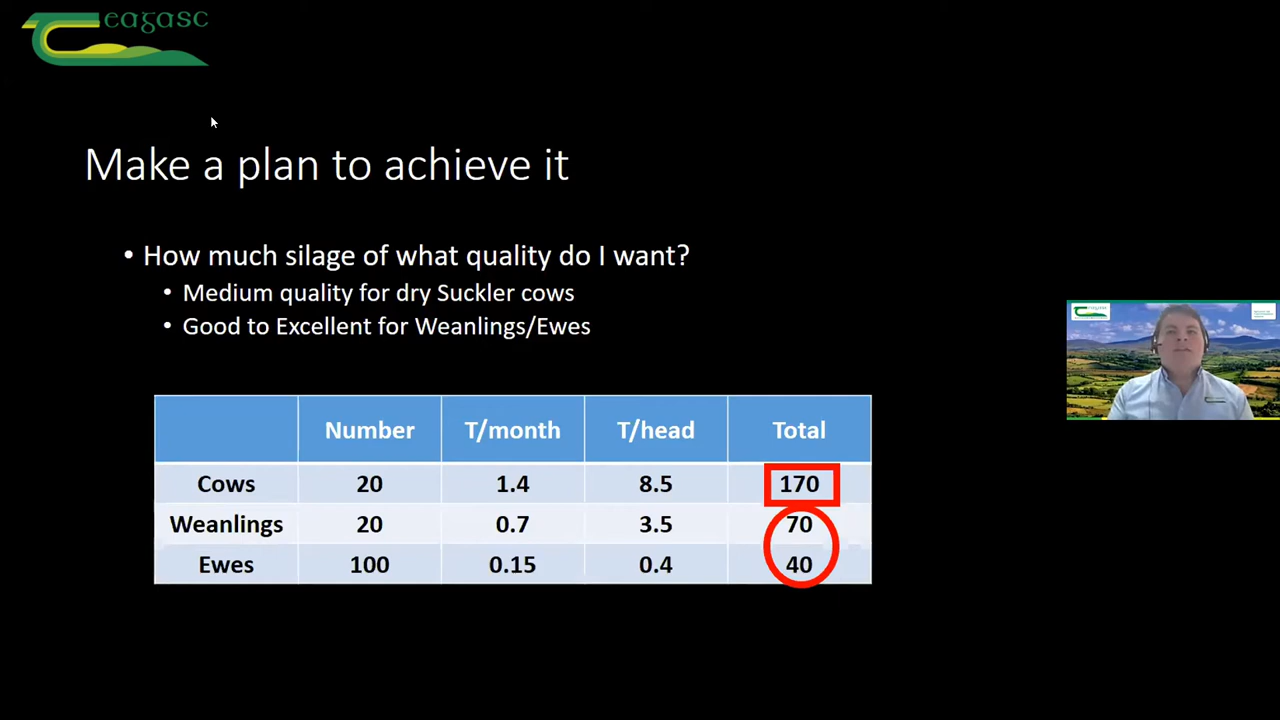 eagasc
Make a plan to achieve it
• How much silage of what quality do I want?
• Medium quality for dry Suckler cows
• Good to Excellent for Weanlings/Ewes
Number T/month T/head Total
Cows 20 1.4 8.5 170
Weanlings 20 0.7 3.5 70
Ewes 100 0.15 0.4 40